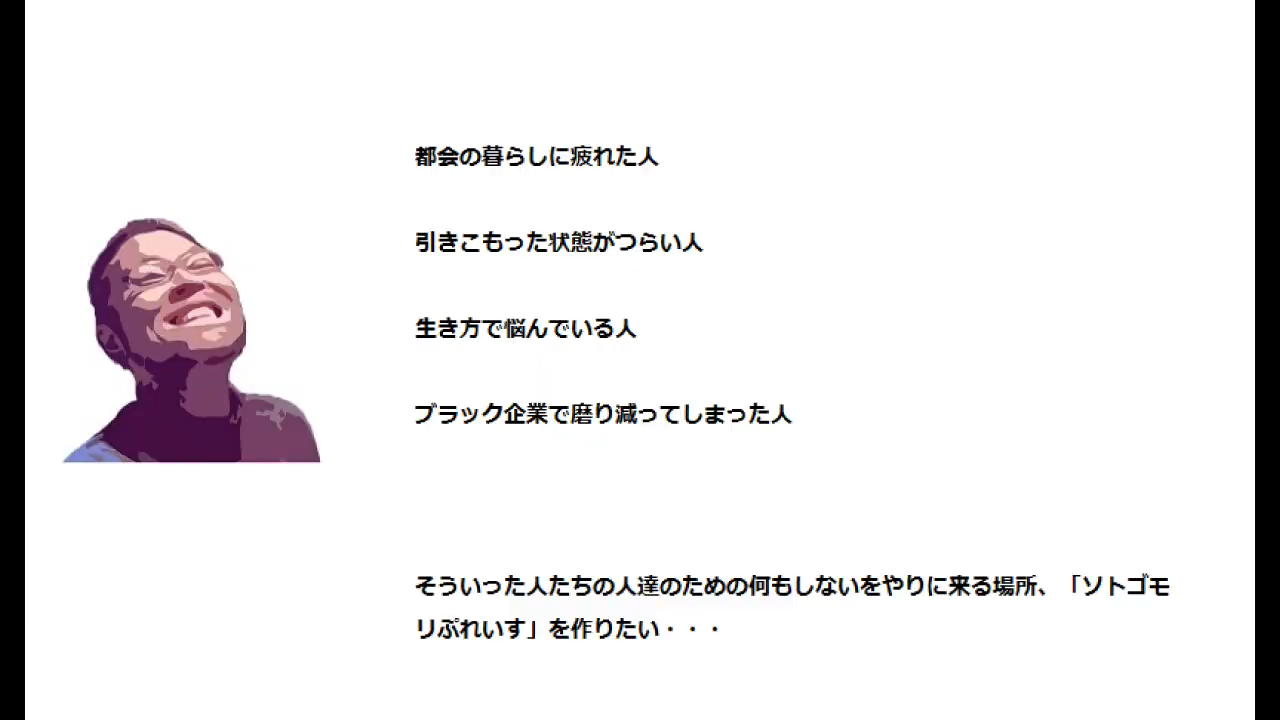 都会の暮らしに疲れた人
引きこもった状態がつらい人
生き方で悩んでいる人
ブラック企業で磨り減ってしまった人
そういった人たちの人達のための何もしないをやりに来る場所、「ソトゴモ
リぷれいす」を作りたい・・・